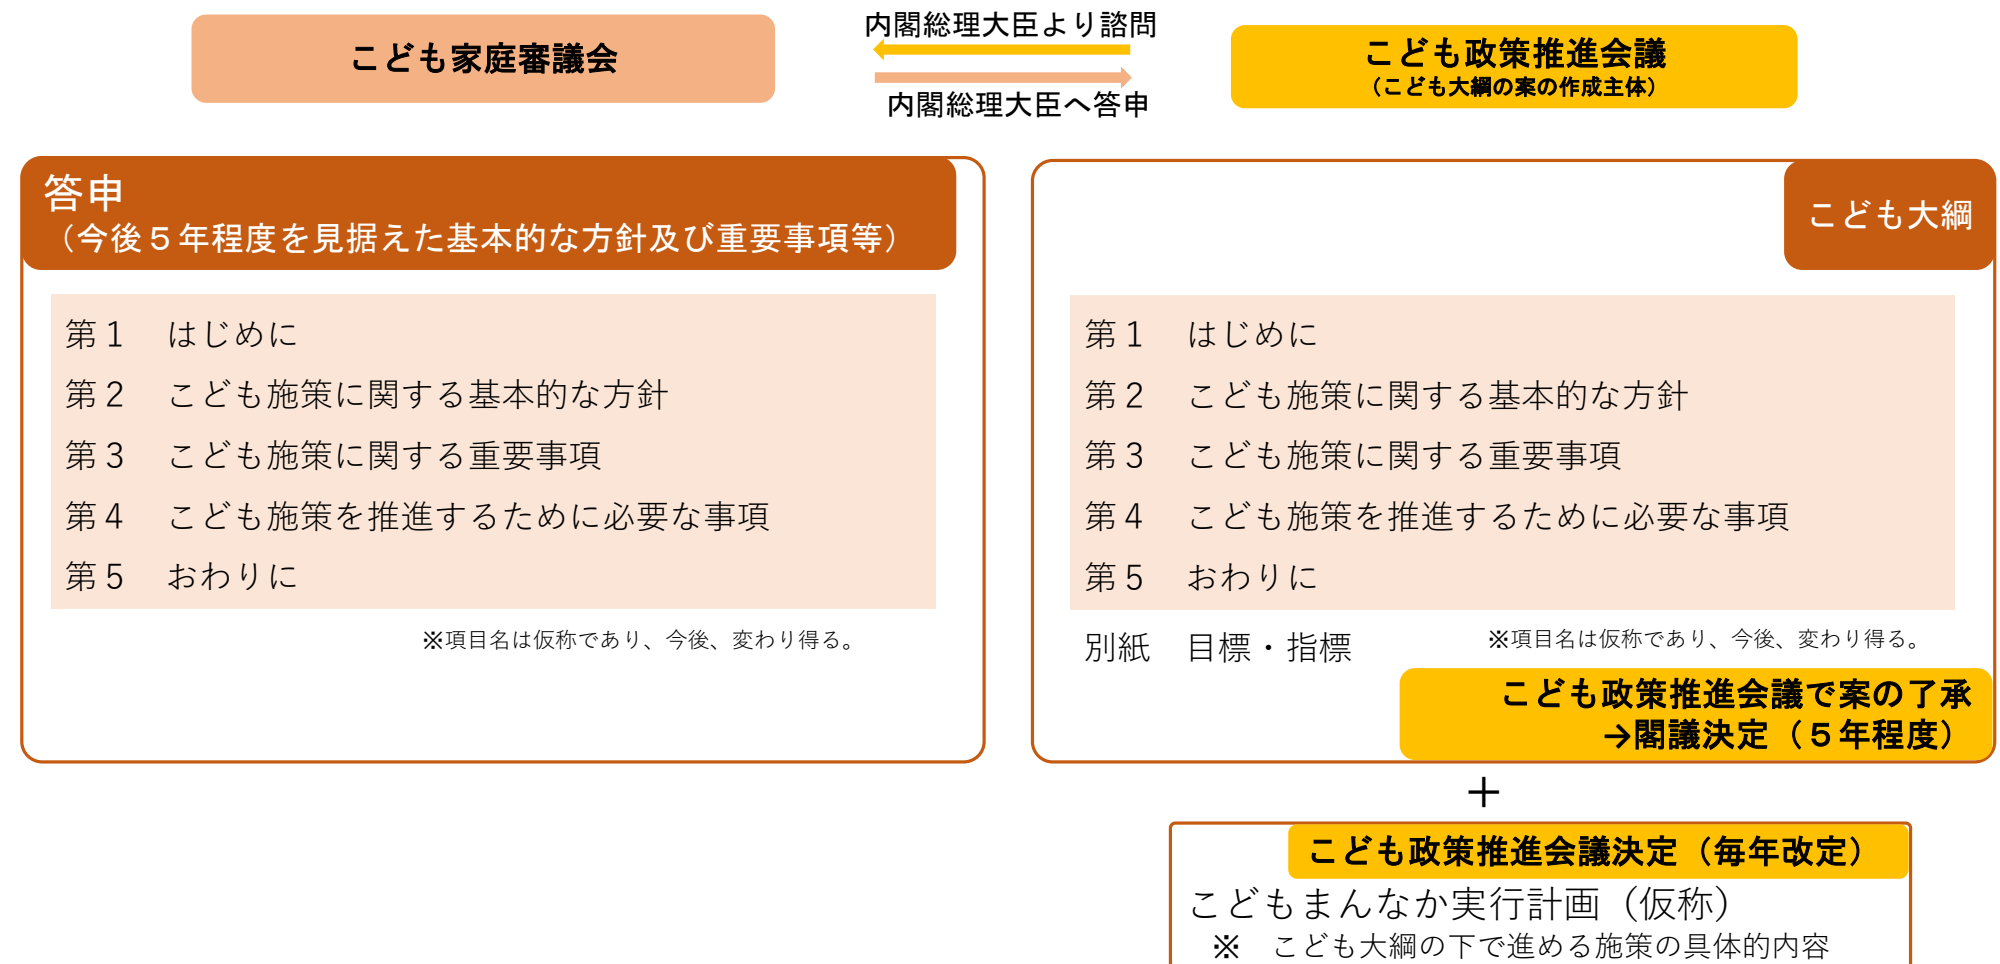 こども家庭審議会
内閣総理大臣より諮問
内閣総理大臣へ答申
こども政策推進会議
（こども大綱の案の作成主体）
答申
（今後５年程度を見据えた基本的な方針及び重要事項等）
第１　はじめに
第２　こども施策に関する基本的な方針
第３　こども施策に関する重要事項
第４　こども施策を推進するために必要な事項
第５　おわりに
※項目名は仮称であり、今後、変わり得る。
こども大綱
第１　はじめに
第２　こども施策に関する基本的な方針
第３　こども施策に関する重要事項
第４　こども施策を推進するために必要な事項
第５　おわりに
別紙　目標・指標
※項目名は仮称であり、今後、変わり得る。
こども政策推進会議で案の了承
→閣議決定（５年程度）
＋
こども政策推進会議決定（毎年改定）
こどもまんなか実行計画（仮称）
※　こども大綱の下で進める施策の具体的内容